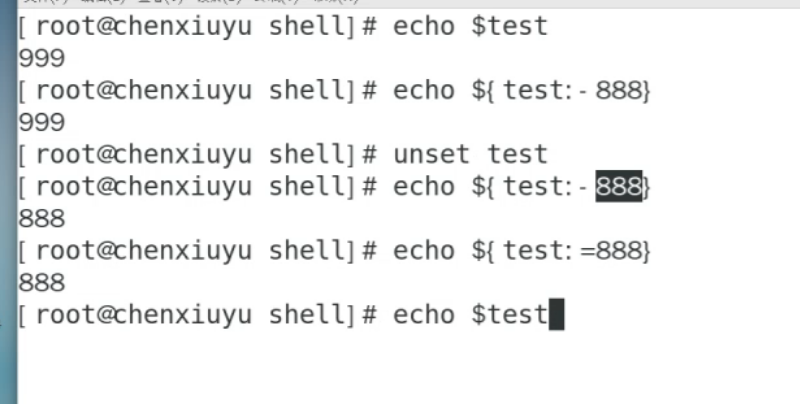 [root@chenxiuyu shell]# echo $test
999
[root@chenxiuyu shell]# echo ${test:-888}
999
[root@chenxiuyu shell]# unset test
[root@chenxiuyu shell]# echo ${test:-888}
888
[root@chenxiuyu shell]# echo ${test:=888}
888
[root@chenxiuyu shell]# echo $test